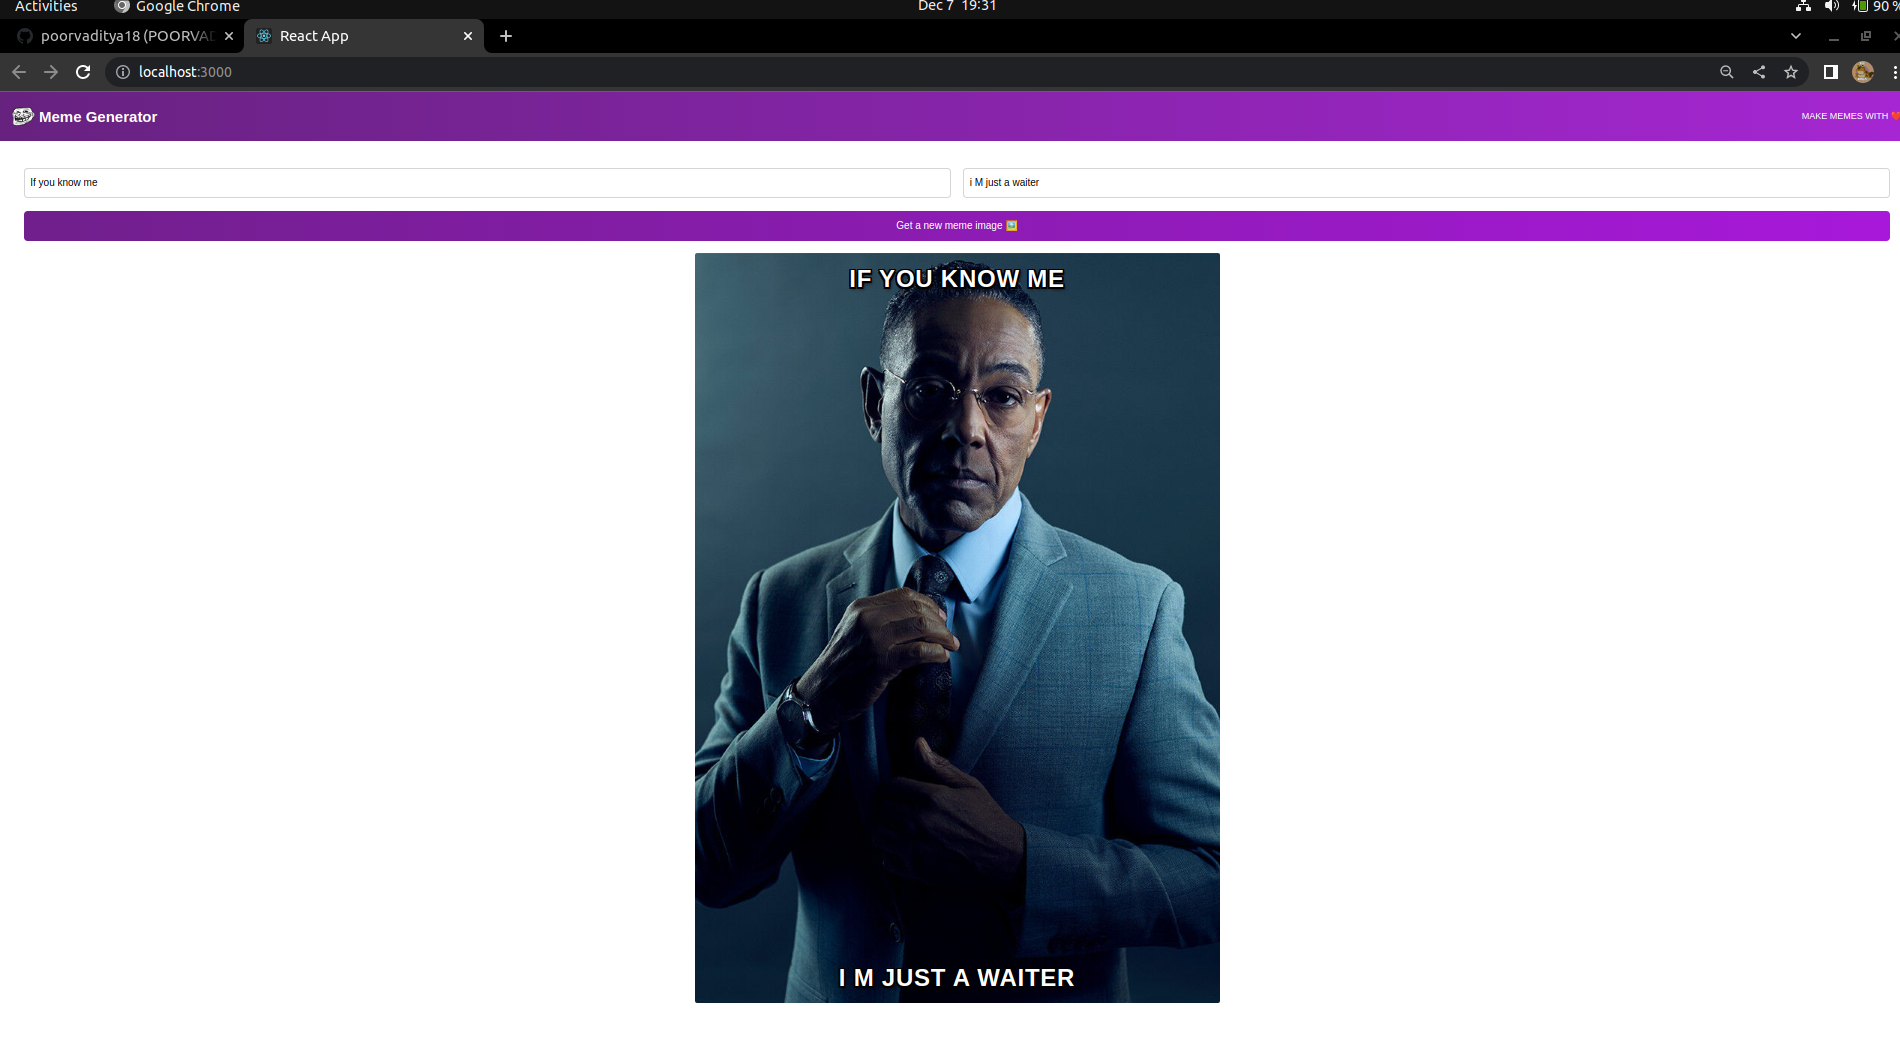 Activities Google Chrome Dec 7 19:31 90 %
poorvaditya18 (POORVAD React App
localhost:3000
Meme Generator MAKE MEMES WITH ❤️
If you know me i M just a waiter
Get a new meme image 🖼️
IF YOU KNOW ME
I M JUST A WAITER